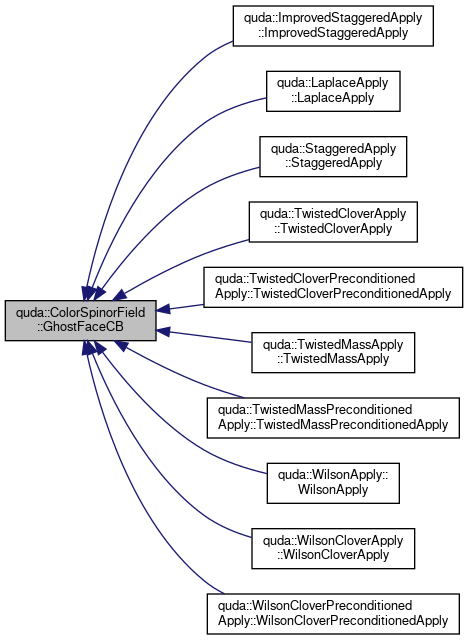 quda::ImprovedStaggeredApply
::ImprovedStaggeredApply
quda::LaplaceApply
::LaplaceApply
quda::StaggeredApply
::StaggeredApply
quda::TwistedCloverApply
::TwistedCloverApply
quda::TwistedCloverPreconditioned
Apply::TwistedCloverPreconditionedApply
quda::ColorSpinorField
::GhostFaceCB
quda::TwistedMassApply
::TwistedMassApply
quda::TwistedMassPreconditioned
Apply::TwistedMassPreconditionedApply
quda::WilsonApply::
WilsonApply
quda::WilsonCloverApply
::WilsonCloverApply
quda::WilsonCloverPreconditioned
Apply::WilsonCloverPreconditionedApply